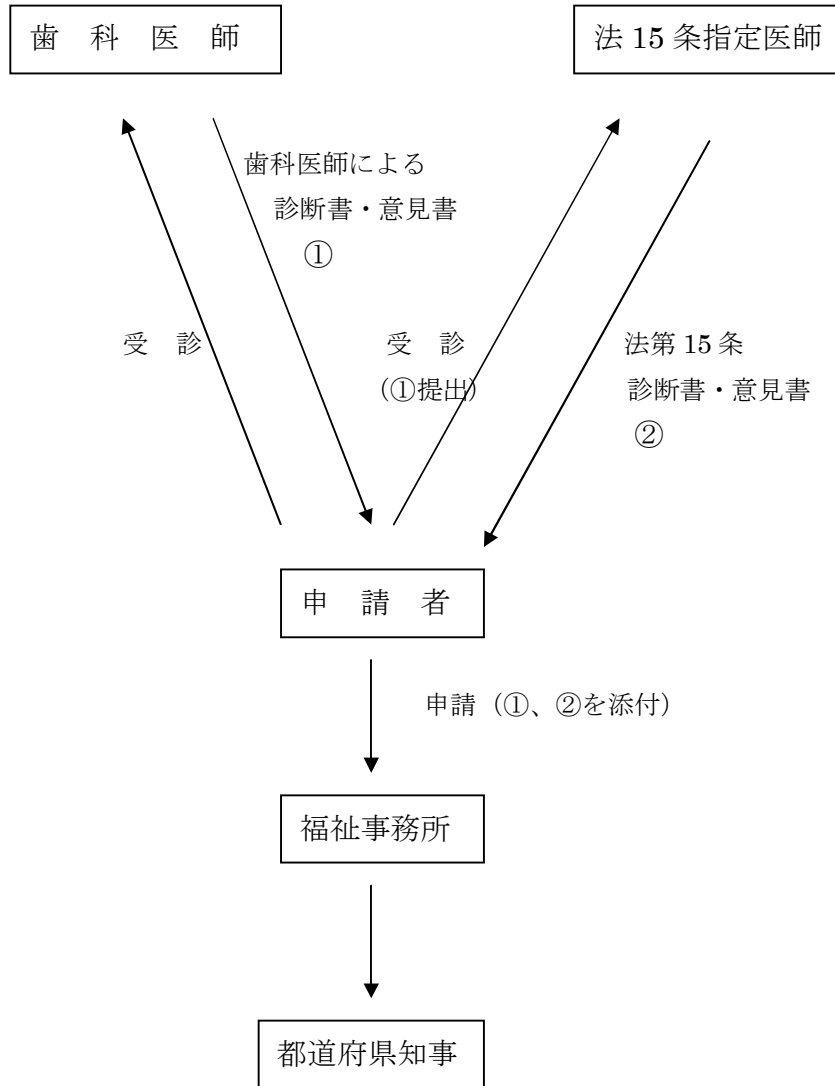 歯 科 医 師
法 15 条指定医師
歯科医師による
診断書・意見書
①
受 診
受 診
(①提出)
法第 15 条
診断書・意見書
②
申 請 者
申請（①、②を添付）
福祉事務所
都道府県知事